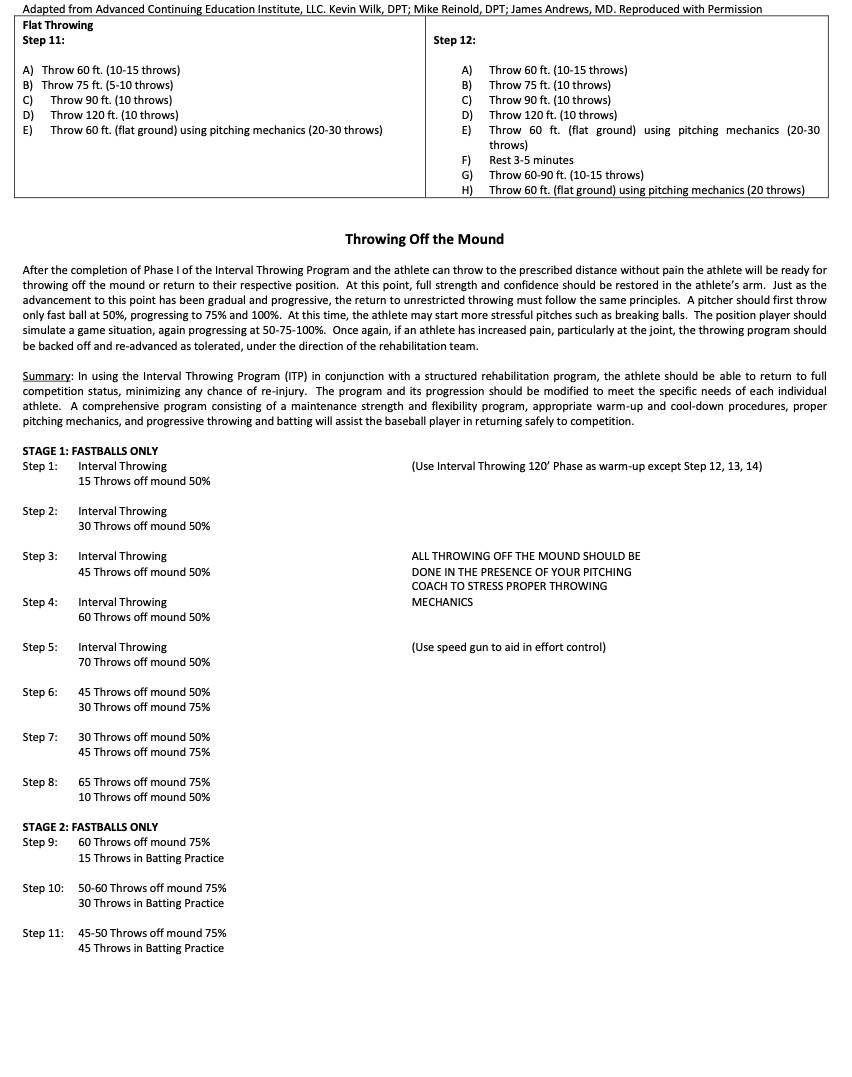 Adapted from Advanced Continuing Education Institute, LLC. Kevin Wilk, DPT; Mike Reinold, DPT; James Andrews, MD. Reproduced with Permission
Flat Throwing
Step 11:
A) Throw 60 ft. (10-15 throws)
B) Throw 75 ft. (5-10 throws)
C) Throw 90 ft. (10 throws)
D) Throw 120 ft. (10 throws)
E) Throw 60 ft. (flat ground) using pitching mechanics (20-30 throws)
Step 12:
A) Throw 60 ft. (10-15 throws)
B) Throw 75 ft. (10 throws)
C) Throw 90 ft. (10 throws)
D) Throw 120 ft. (10 throws)
E) Throw 60 ft. (flat ground) using pitching mechanics (20-30
throws)
F) Rest 3-5 minutes
G) Throw 60-90 ft. (10-15 throws)
H) Throw 60 ft. (flat ground) using pitching mechanics (20 throws)
Throwing Off the Mound
After the completion of Phase I of the Interval Throwing Program and the athlete can throw to the prescribed distance without pain the athlete will be ready for
throwing off the mound or return to their respective position. At this point, full strength and confidence should be restored in the athlete's arm. Just as the
advancement to this point has been gradual and progressive, the return to unrestricted throwing must follow the same principles. A pitcher should first throw
only fast ball at 50%, progressing to 75% and 100%. At this time, the athlete may start more stressful pitches such as breaking balls. The position player should
simulate a game situation, again progressing at 50-75-100%. Once again, if an athlete has increased pain, particularly at the joint, the throwing program should
be backed off and re-advanced as tolerated, under the direction of the rehabilitation team.
Summary: In using the Interval Throwing Program (ITP) in conjunction with a structured rehabilitation program, the athlete should be able to return to full
competition status, minimizing any chance of re-injury. The program and its progression should be modified to meet the specific needs of each individual
athlete. A comprehensive program consisting of a maintenance strength and flexibility program, appropriate warm-up and cool-down procedures, proper
pitching mechanics, and progressive throwing and batting will assist the baseball player in returning safely to competition.
STAGE 1: FASTBALLS ONLY
Step 1: Interval Throwing (Use Interval Throwing 120' Phase as warm-up except Step 12, 13, 14)
15 Throws off mound 50%
Step 2: Interval Throwing
30 Throws off mound 50%
Step 3: Interval Throwing ALL THROWING OFF THE MOUND SHOULD BE
45 Throws off mound 50% DONE IN THE PRESENCE OF YOUR PITCHING
COACH TO STRESS PROPER THROWING
Step 4: Interval Throwing MECHANICS
60 Throws off mound 50%
Step 5: Interval Throwing (Use speed gun to aid in effort control)
70 Throws off mound 50%
Step 6: 45 Throws off mound 50%
30 Throws off mound 75%
Step 7: 30 Throws off mound 50%
45 Throws off mound 75%
Step 8: 65 Throws off mound 75%
10 Throws off mound 50%
STAGE 2: FASTBALLS ONLY
Step 9: 60 Throws off mound 75%
15 Throws in Batting Practice
Step 10: 50-60 Throws off mound 75%
30 Throws in Batting Practice
Step 11: 45-50 Throws off mound 75%
45 Throws in Batting Practice